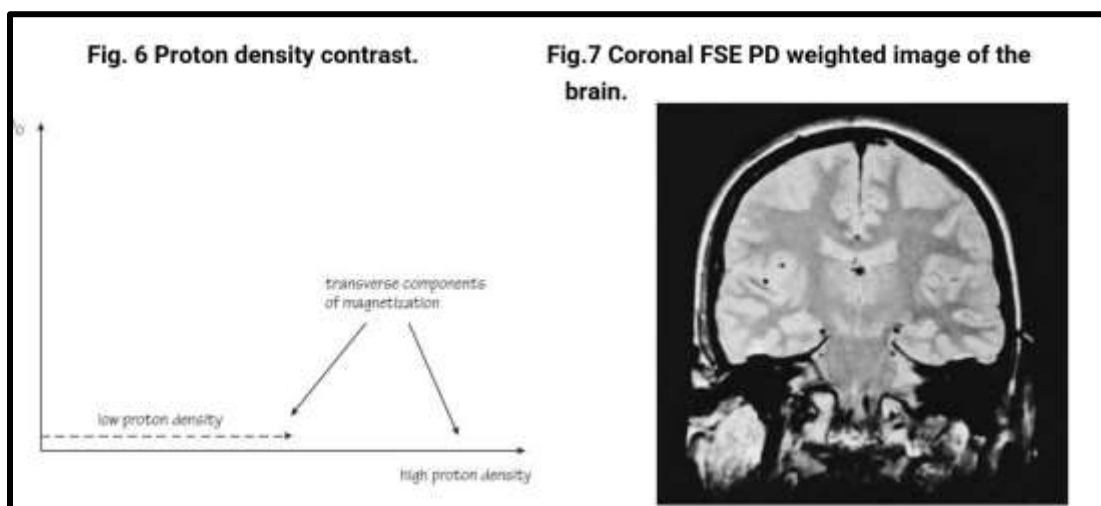 Fig. 6 Proton density contrast.
Fig.7 Coronal FSE PD weighted image of the
brain.
transverse components
of magnetization
low proton density
high proton density